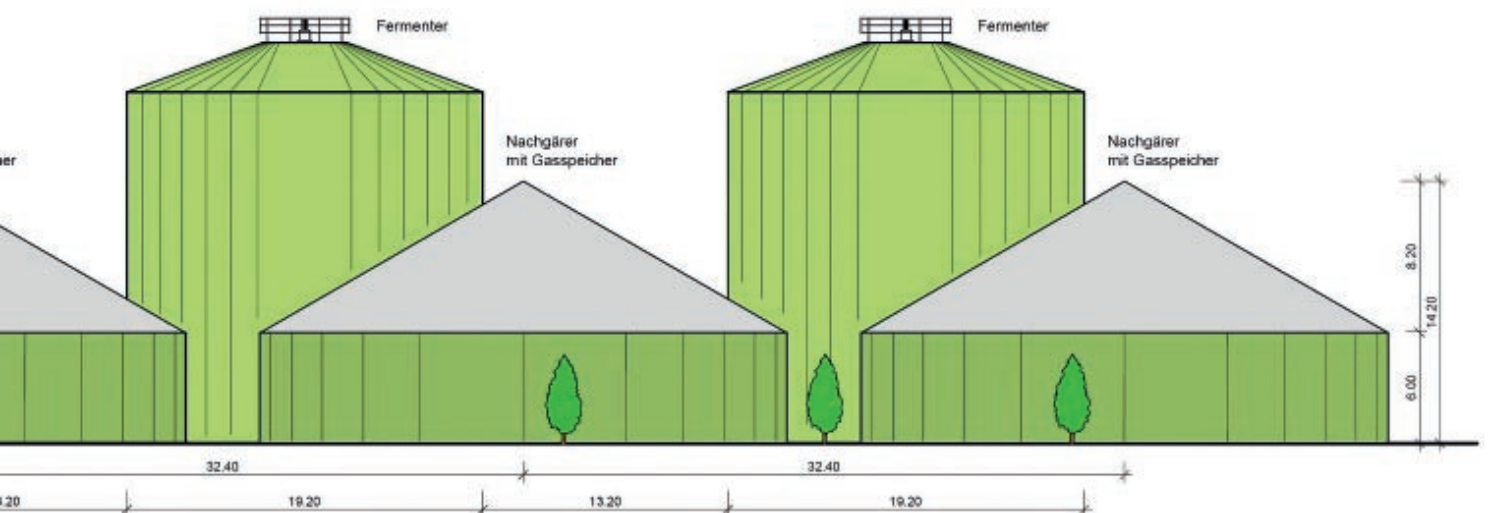 Fermenter
Fermenter
Nachgärer
mit Gasspeicher
Nachgärer
mit Gasspeicher
8.20
14.20
6.00
32.40
32.40
19.20
13.20
19.20